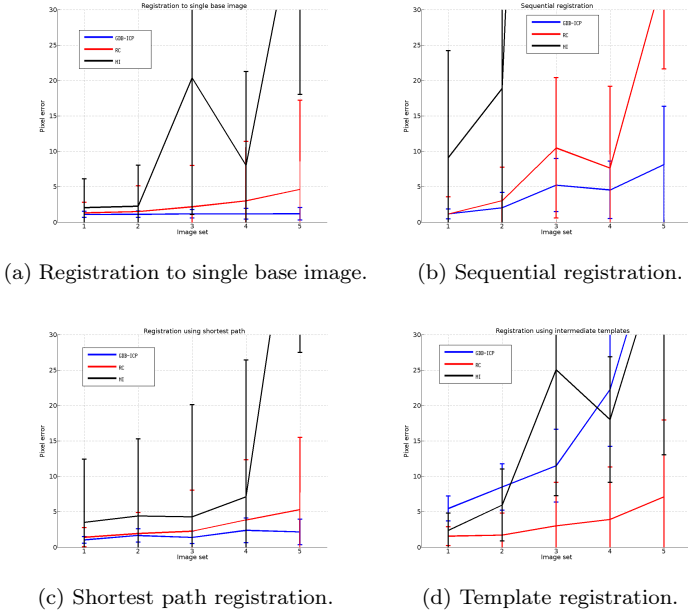 Registration to single base image
30
25
20
15
10
5
0
Pixel error
GDB-ICP
RC
MI
1 2 3 4 5
Image set
(a) Registration to single base image.
Sequential registration
30
25
20
15
10
5
0
Pixel error
GDB-ICP
RC
MI
1 2 3 4 5
Image set
(b) Sequential registration.
Registration using shortest path
30
25
20
15
10
5
0
Pixel error
GDB-ICP
RC
MI
1 2 3 4 5
Image set
(c) Shortest path registration.
Registration using intermediate templates
30
25
20
15
10
5
0
Pixel error
GDB-ICP
RC
MI
1 2 3 4 5
Image set
(d) Template registration.